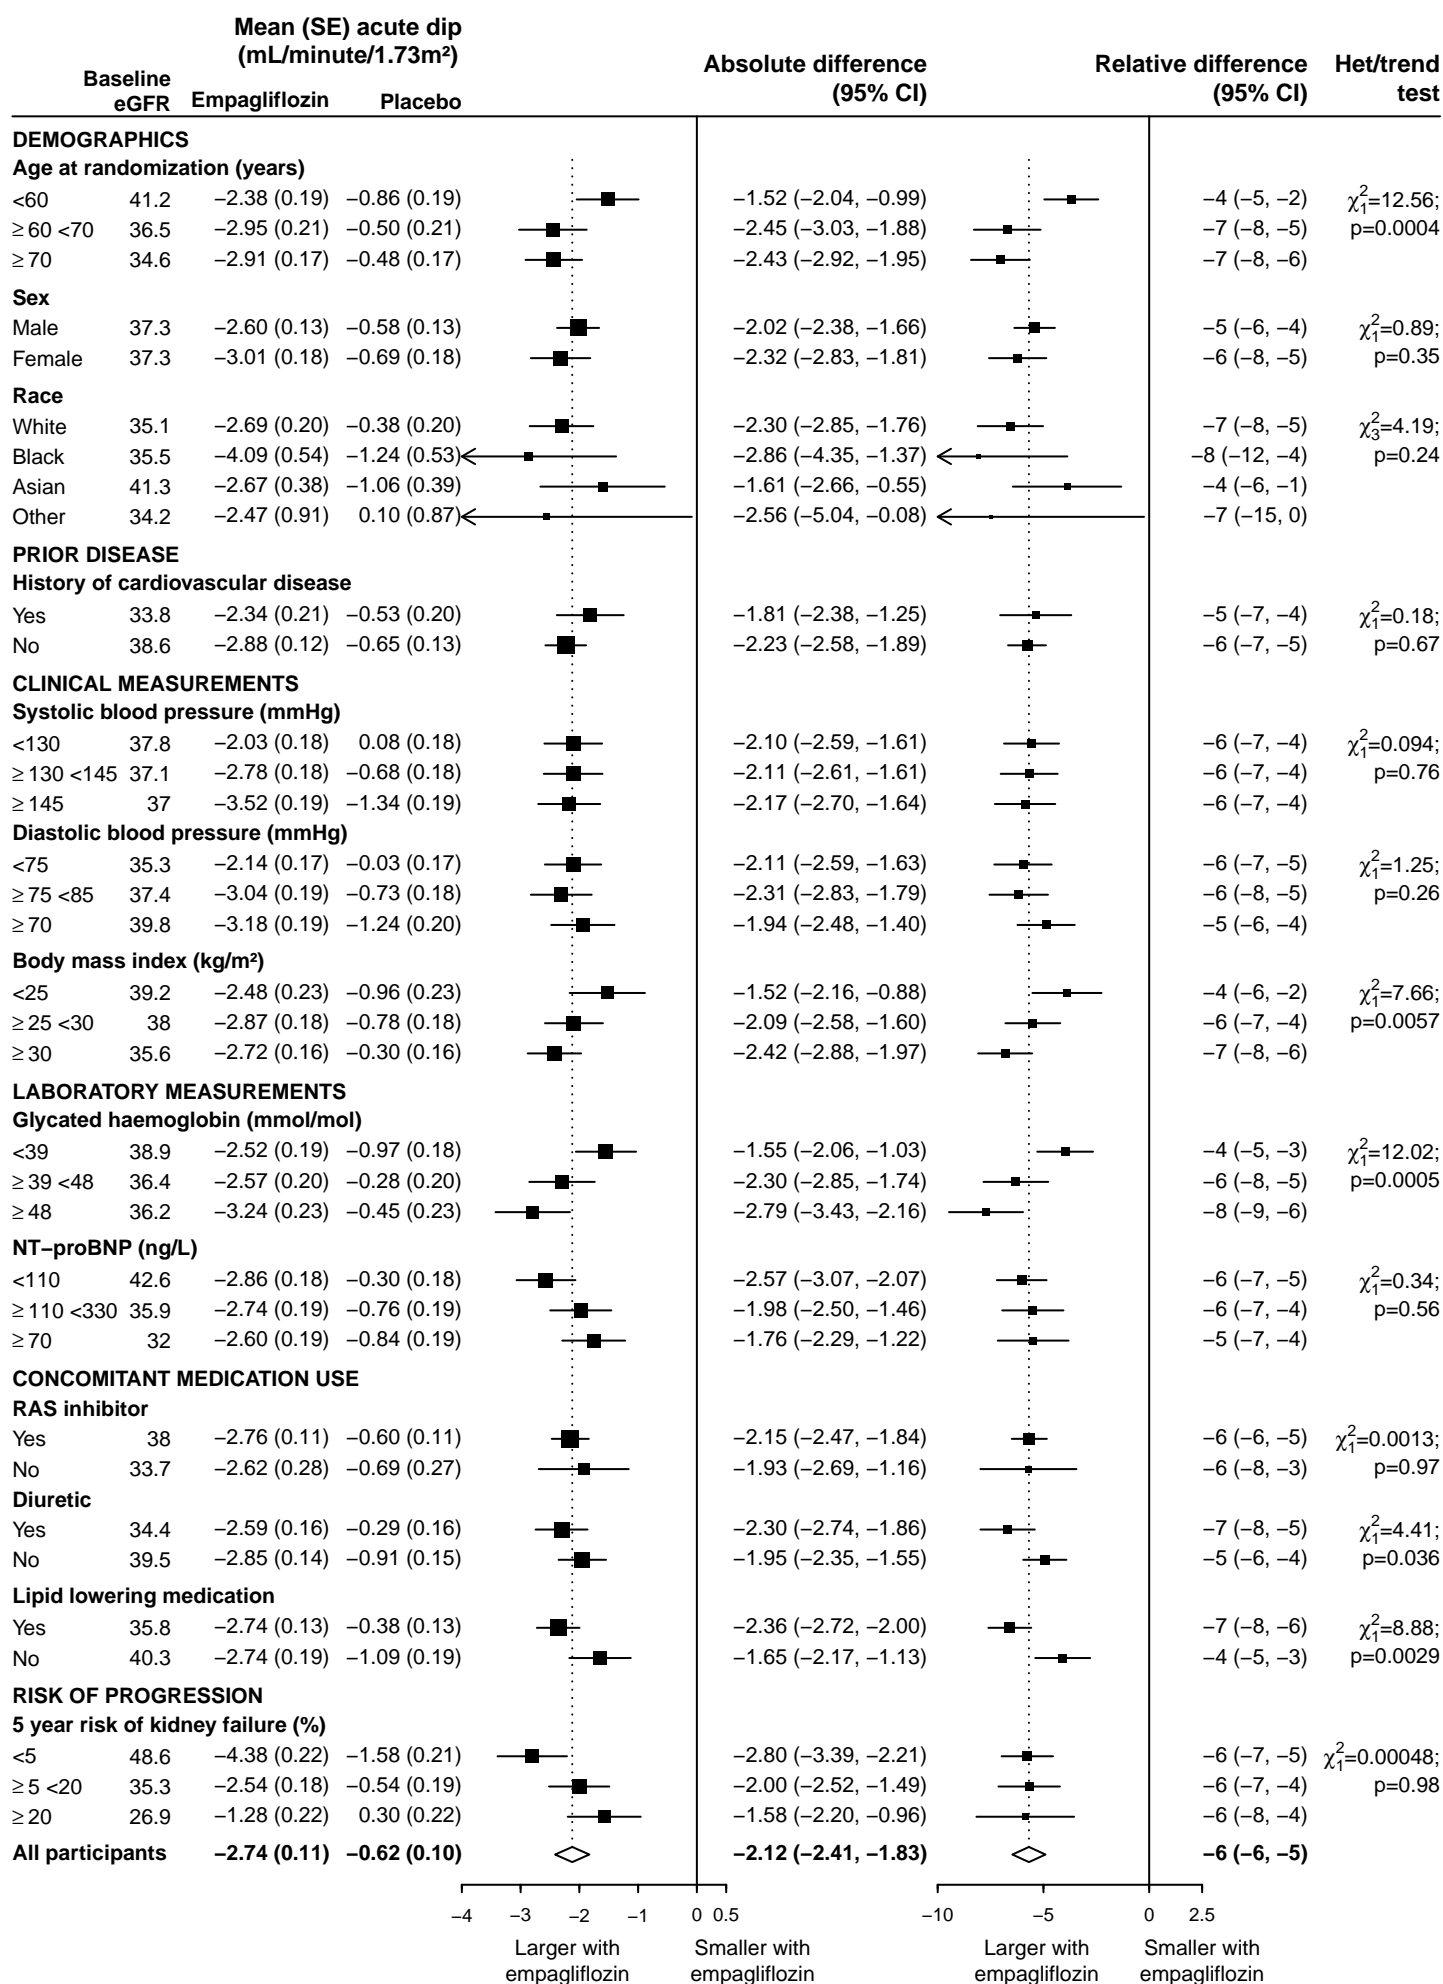 Mean (SE) acute dip
(mL/minute/1.73m²)
Absolute difference
(95% CI)
Relative difference
(95% CI)
Het/trend
test
Baseline
eGFR Empagliflozin Placebo
DEMOGRAPHICS
Age at randomization (years)
<60 41.2 −2.38 (0.19) −0.86 (0.19) −1.52 (−2.04, −0.99) −4 (−5, −2) χ²₁=12.56;
≥ 60 <70 36.5 −2.95 (0.21) −0.50 (0.21) −2.45 (−3.03, −1.88) −7 (−8, −5) p=0.0004
≥ 70 34.6 −2.91 (0.17) −0.48 (0.17) −2.43 (−2.92, −1.95) −7 (−8, −6)
Sex
Male 37.3 −2.60 (0.13) −0.58 (0.13) −2.02 (−2.38, −1.66) −5 (−6, −4) χ²₁=0.89;
Female 37.3 −3.01 (0.18) −0.69 (0.18) −2.32 (−2.83, −1.81) −6 (−8, −5) p=0.35
Race
White 35.1 −2.69 (0.20) −0.38 (0.20) −2.30 (−2.85, −1.76) −7 (−8, −5) χ²₃=4.19;
Black 35.5 −4.09 (0.54) −1.24 (0.53) −2.86 (−4.35, −1.37) −8 (−12, −4) p=0.24
Asian 41.3 −2.67 (0.38) −1.06 (0.39) −1.61 (−2.66, −0.55) −4 (−6, −1)
Other 34.2 −2.47 (0.91) 0.10 (0.87) −2.56 (−5.04, −0.08) −7 (−15, 0)
PRIOR DISEASE
History of cardiovascular disease
Yes 33.8 −2.34 (0.21) −0.53 (0.20) −1.81 (−2.38, −1.25) −5 (−7, −4) χ²₁=0.18;
No 38.6 −2.88 (0.12) −0.65 (0.13) −2.23 (−2.58, −1.89) −6 (−7, −5) p=0.67
CLINICAL MEASUREMENTS
Systolic blood pressure (mmHg)
<130 37.8 −2.03 (0.18) 0.08 (0.18) −2.10 (−2.59, −1.61) −6 (−7, −4) χ²₁=0.094;
≥ 130 <145 37.1 −2.78 (0.18) −0.68 (0.18) −2.11 (−2.61, −1.61) −6 (−7, −4) p=0.76
≥ 145 37 −3.52 (0.19) −1.34 (0.19) −2.17 (−2.70, −1.64) −6 (−7, −4)
Diastolic blood pressure (mmHg)
<75 35.3 −2.14 (0.17) −0.03 (0.17) −2.11 (−2.59, −1.63) −6 (−7, −5) χ²₁=1.25;
≥ 75 <85 37.4 −3.04 (0.19) −0.73 (0.18) −2.31 (−2.83, −1.79) −6 (−8, −5) p=0.26
≥ 70 39.8 −3.18 (0.19) −1.24 (0.20) −1.94 (−2.48, −1.40) −5 (−6, −4)
Body mass index (kg/m²)
<25 39.2 −2.48 (0.23) −0.96 (0.23) −1.52 (−2.16, −0.88) −4 (−6, −2) χ²₁=7.66;
≥ 25 <30 38 −2.87 (0.18) −0.78 (0.18) −2.09 (−2.58, −1.60) −6 (−7, −4) p=0.0057
≥ 30 35.6 −2.72 (0.16) −0.30 (0.16) −2.42 (−2.88, −1.97) −7 (−8, −6)
LABORATORY MEASUREMENTS
Glycated haemoglobin (mmol/mol)
<39 38.9 −2.52 (0.19) −0.97 (0.18) −1.55 (−2.06, −1.03) −4 (−5, −3) χ²₁=12.02;
≥ 39 <48 36.4 −2.57 (0.20) −0.28 (0.20) −2.30 (−2.85, −1.74) −6 (−8, −5) p=0.0005
≥ 48 36.2 −3.24 (0.23) −0.45 (0.23) −2.79 (−3.43, −2.16) −8 (−9, −6)
NT−proBNP (ng/L)
<110 42.6 −2.86 (0.18) −0.30 (0.18) −2.57 (−3.07, −2.07) −6 (−7, −5) χ²₁=0.34;
≥ 110 <330 35.9 −2.74 (0.19) −0.76 (0.19) −1.98 (−2.50, −1.46) −6 (−7, −4) p=0.56
≥ 70 32 −2.60 (0.19) −0.84 (0.19) −1.76 (−2.29, −1.22) −5 (−7, −4)
CONCOMITANT MEDICATION USE
RAS inhibitor
Yes 38 −2.76 (0.11) −0.60 (0.11) −2.15 (−2.47, −1.84) −6 (−6, −5) χ²₁=0.0013;
No 33.7 −2.62 (0.28) −0.69 (0.27) −1.93 (−2.69, −1.16) −6 (−8, −3) p=0.97
Diuretic
Yes 34.4 −2.59 (0.16) −0.29 (0.16) −2.30 (−2.74, −1.86) −7 (−8, −5) χ²₁=4.41;
No 39.5 −2.85 (0.14) −0.91 (0.15) −1.95 (−2.35, −1.55) −5 (−6, −4) p=0.036
Lipid lowering medication
Yes 35.8 −2.74 (0.13) −0.38 (0.13) −2.36 (−2.72, −2.00) −7 (−8, −6) χ²₁=8.88;
No 40.3 −2.74 (0.19) −1.09 (0.19) −1.65 (−2.17, −1.13) −4 (−5, −3) p=0.0029
RISK OF PROGRESSION
5 year risk of kidney failure (%)
<5 48.6 −4.38 (0.22) −1.58 (0.21) −2.80 (−3.39, −2.21) −6 (−7, −5) χ²₁=0.00048;
≥ 5 <20 35.3 −2.54 (0.18) −0.54 (0.19) −2.00 (−2.52, −1.49) −6 (−7, −4) p=0.98
≥ 20 26.9 −1.28 (0.22) 0.30 (0.22) −1.58 (−2.20, −0.96) −6 (−8, −4)
All participants −2.74 (0.11) −0.62 (0.10) −2.12 (−2.41, −1.83) −6 (−6, −5)
−4 −3 −2 −1 0 0.5 −10 −5 0 2.5
Larger with Smaller with Larger with Smaller with
empagliflozin empagliflozin empagliflozin empagliflozin